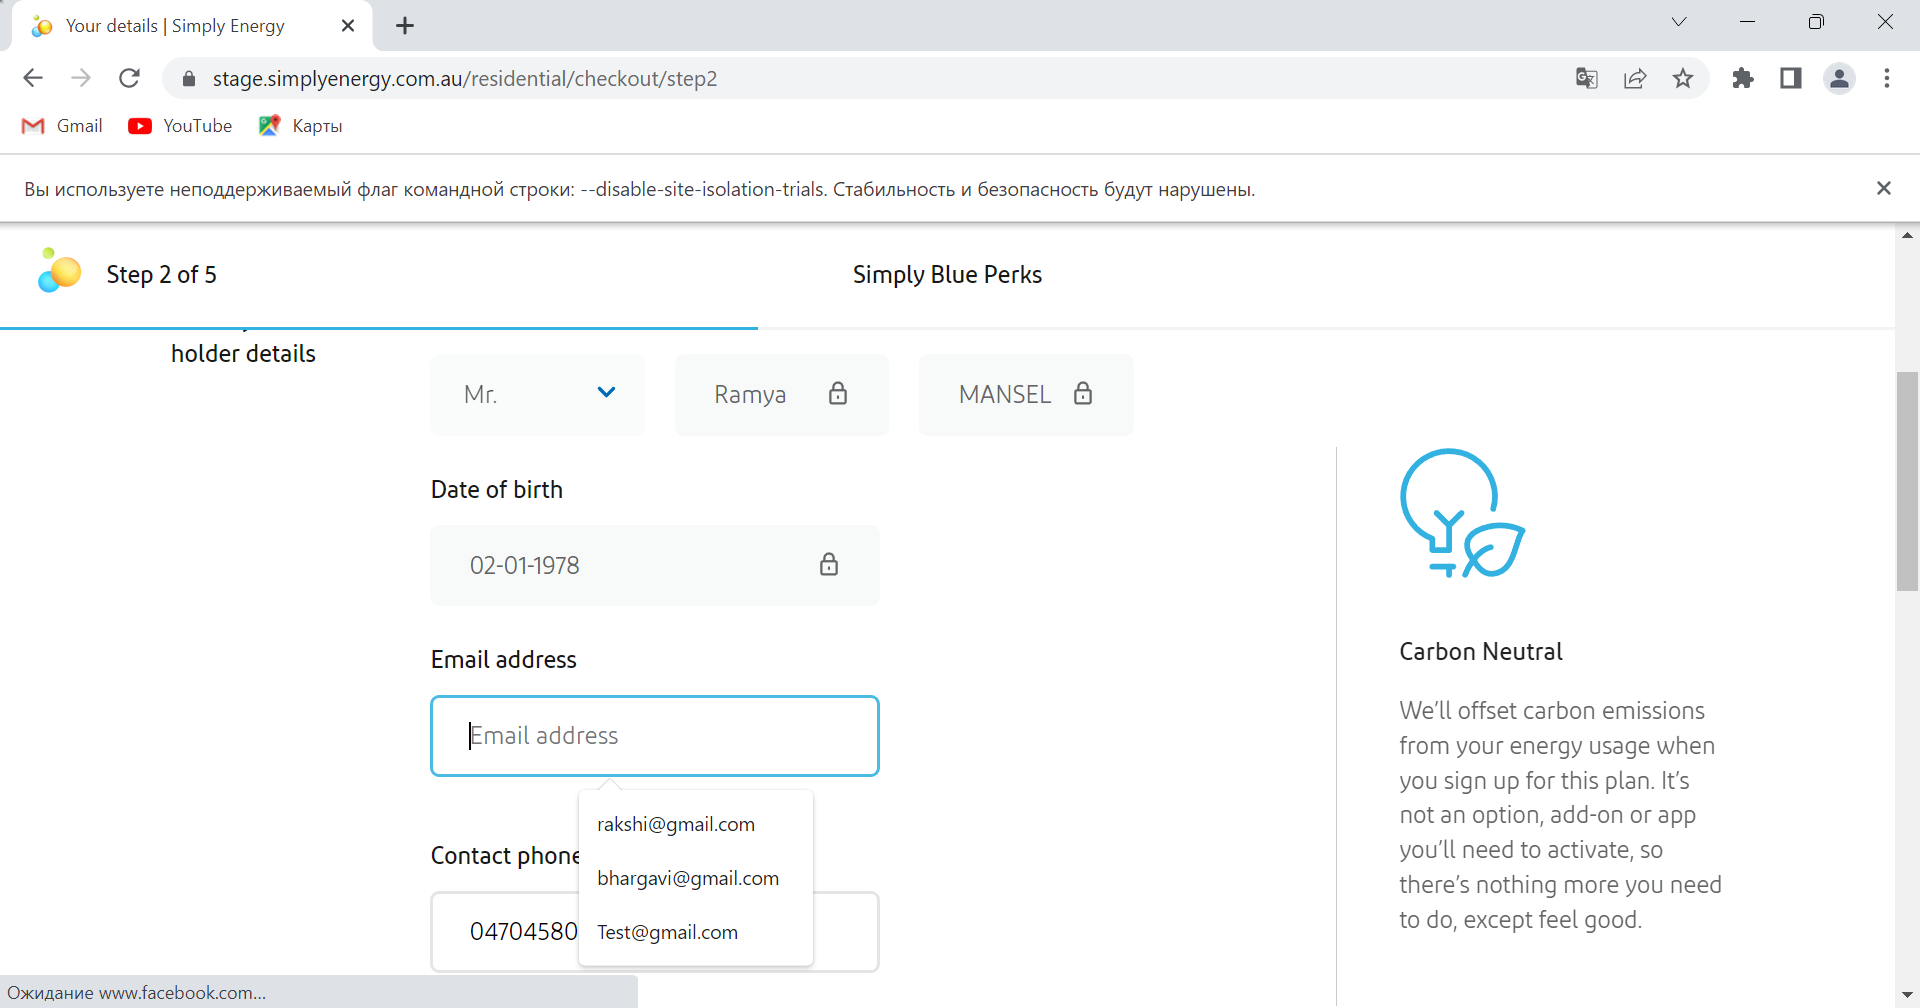 Your details | Simply Energy
stage.simplyenergy.com.au/residential/checkout/step2
Gmail
YouTube
Карты
Вы используете неподдерживаемый флаг командной строки: --disable-site-isolation-trials. Стабильность и безопасность будут нарушены.
Step 2 of 5
Simply Blue Perks
holder details
Mr.
Ramya
MANSEL
Date of birth
02-01-1978
Email address
Email address
rakshi@gmail.com
bhargavi@gmail.com
Test@gmail.com
Contact phone
04704580
Carbon Neutral
We'll offset carbon emissions
from your energy usage when
you sign up for this plan. It's
not an option, add-on or app
you'll need to activate, so
there's nothing more you need
to do, except feel good.
Ожидание www.facebook.com...